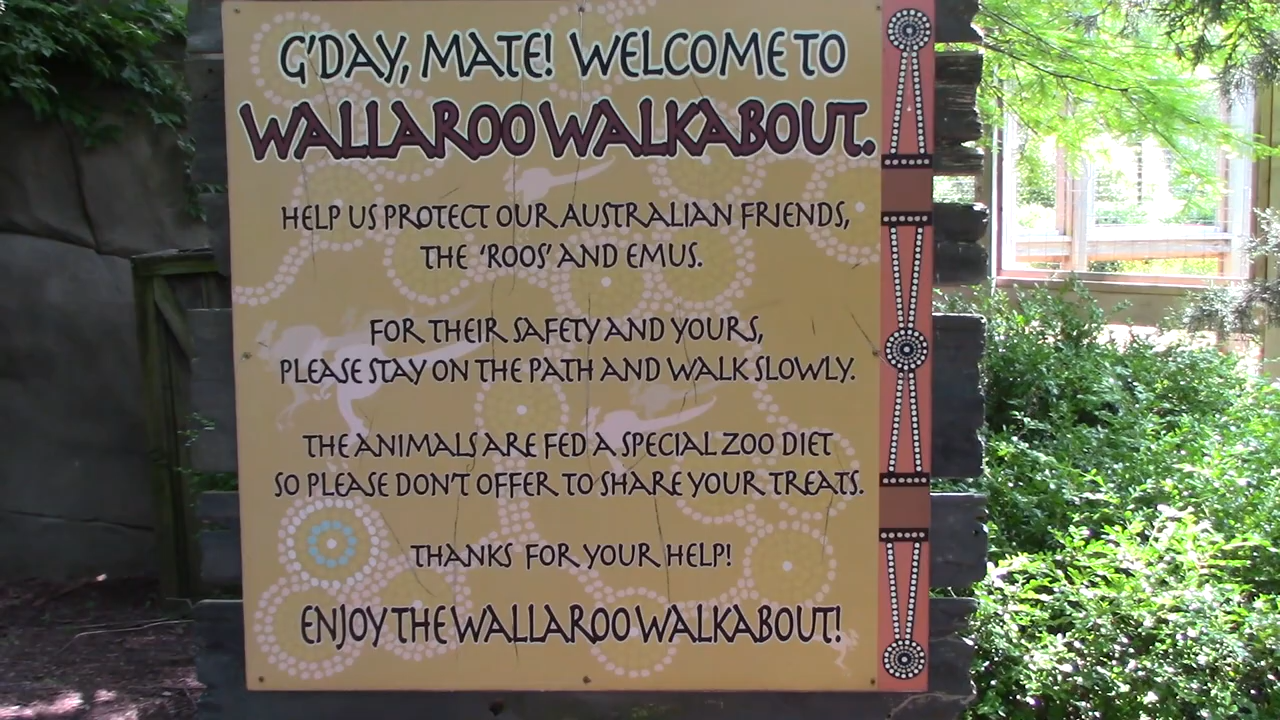 G'DAY, MATE! WELCOME TO
WALLAROO WALKABOUT.
HELP US PROTECT OUR AUSTRALIAN FRIENDS,
THE 'ROOS' AND EMUS.
FOR THEIR SAFETY AND YOURS,
PLEASE STAY ON THE PATH AND WALK SLOWLY.
THE ANIMALS ARE FED A SPECIAL ZOO DIET
SO PLEASE DON'T OFFER TO SHARE YOUR TREATS.
THANKS FOR YOUR HELP!
ENJOY THE WALLAROO WALKABOUT!